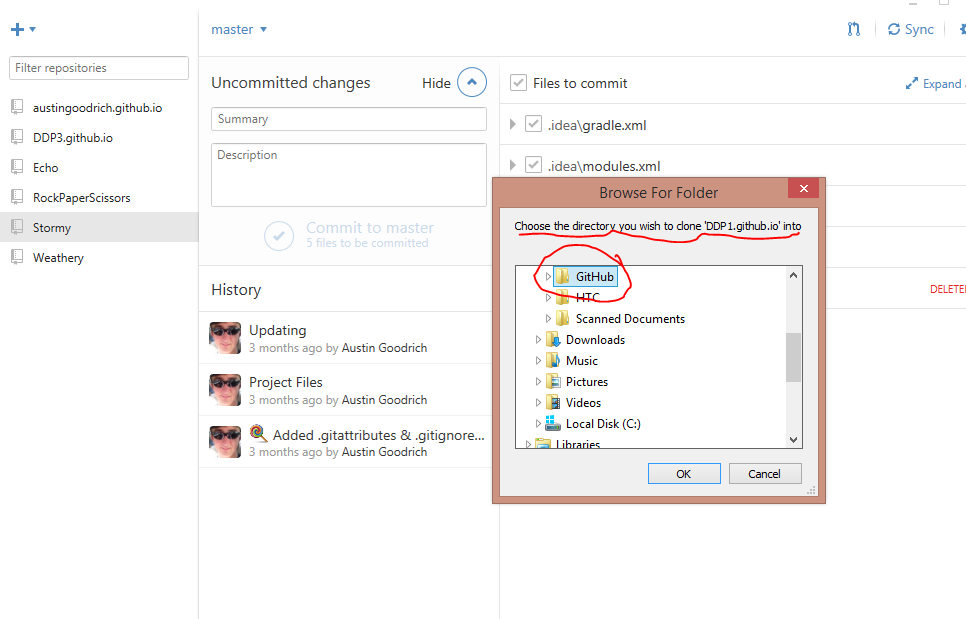 master
Sync
Filter repositories
austingoodrich.github.io
DDP3.github.io
Echo
RockPaperScissors
Stormy
Weathery
Uncommitted changes
Hide
Summary
Description
Commit to master
5 files to be committed
History
Updating
3 months ago by Austin Goodrich
Project Files
3 months ago by Austin Goodrich
Added .gitattributes & .gitignore...
3 months ago by Austin Goodrich
Files to commit
Expand
.idea\gradle.xml
.idea\modules.xml
DELETE
Browse For Folder
Choose the directory you wish to clone 'DDP1.github.io' into
GitHub
HTC
Scanned Documents
Downloads
Music
Pictures
Videos
Local Disk (C:)
Libraries
OK
Cancel